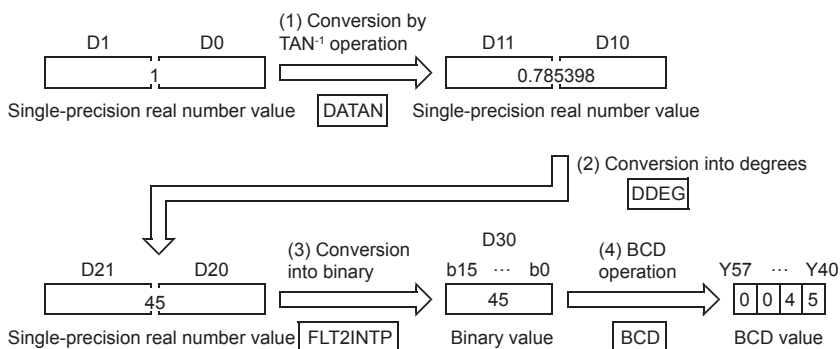 (1) Conversion by
TAN-1 operation
D1 D0
D11 D10
1
0.785398
Single-precision real number value
DATAN
Single-precision real number value
(2) Conversion into degrees
DDEG
(3) Conversion
into binary
D30
(4) BCD
operation
D21 D20
b15 ··· b0
Y57 ··· Y40
45
45
0 0 4 5
Single-precision real number value
FLT2INTP
Binary value
BCD
BCD value